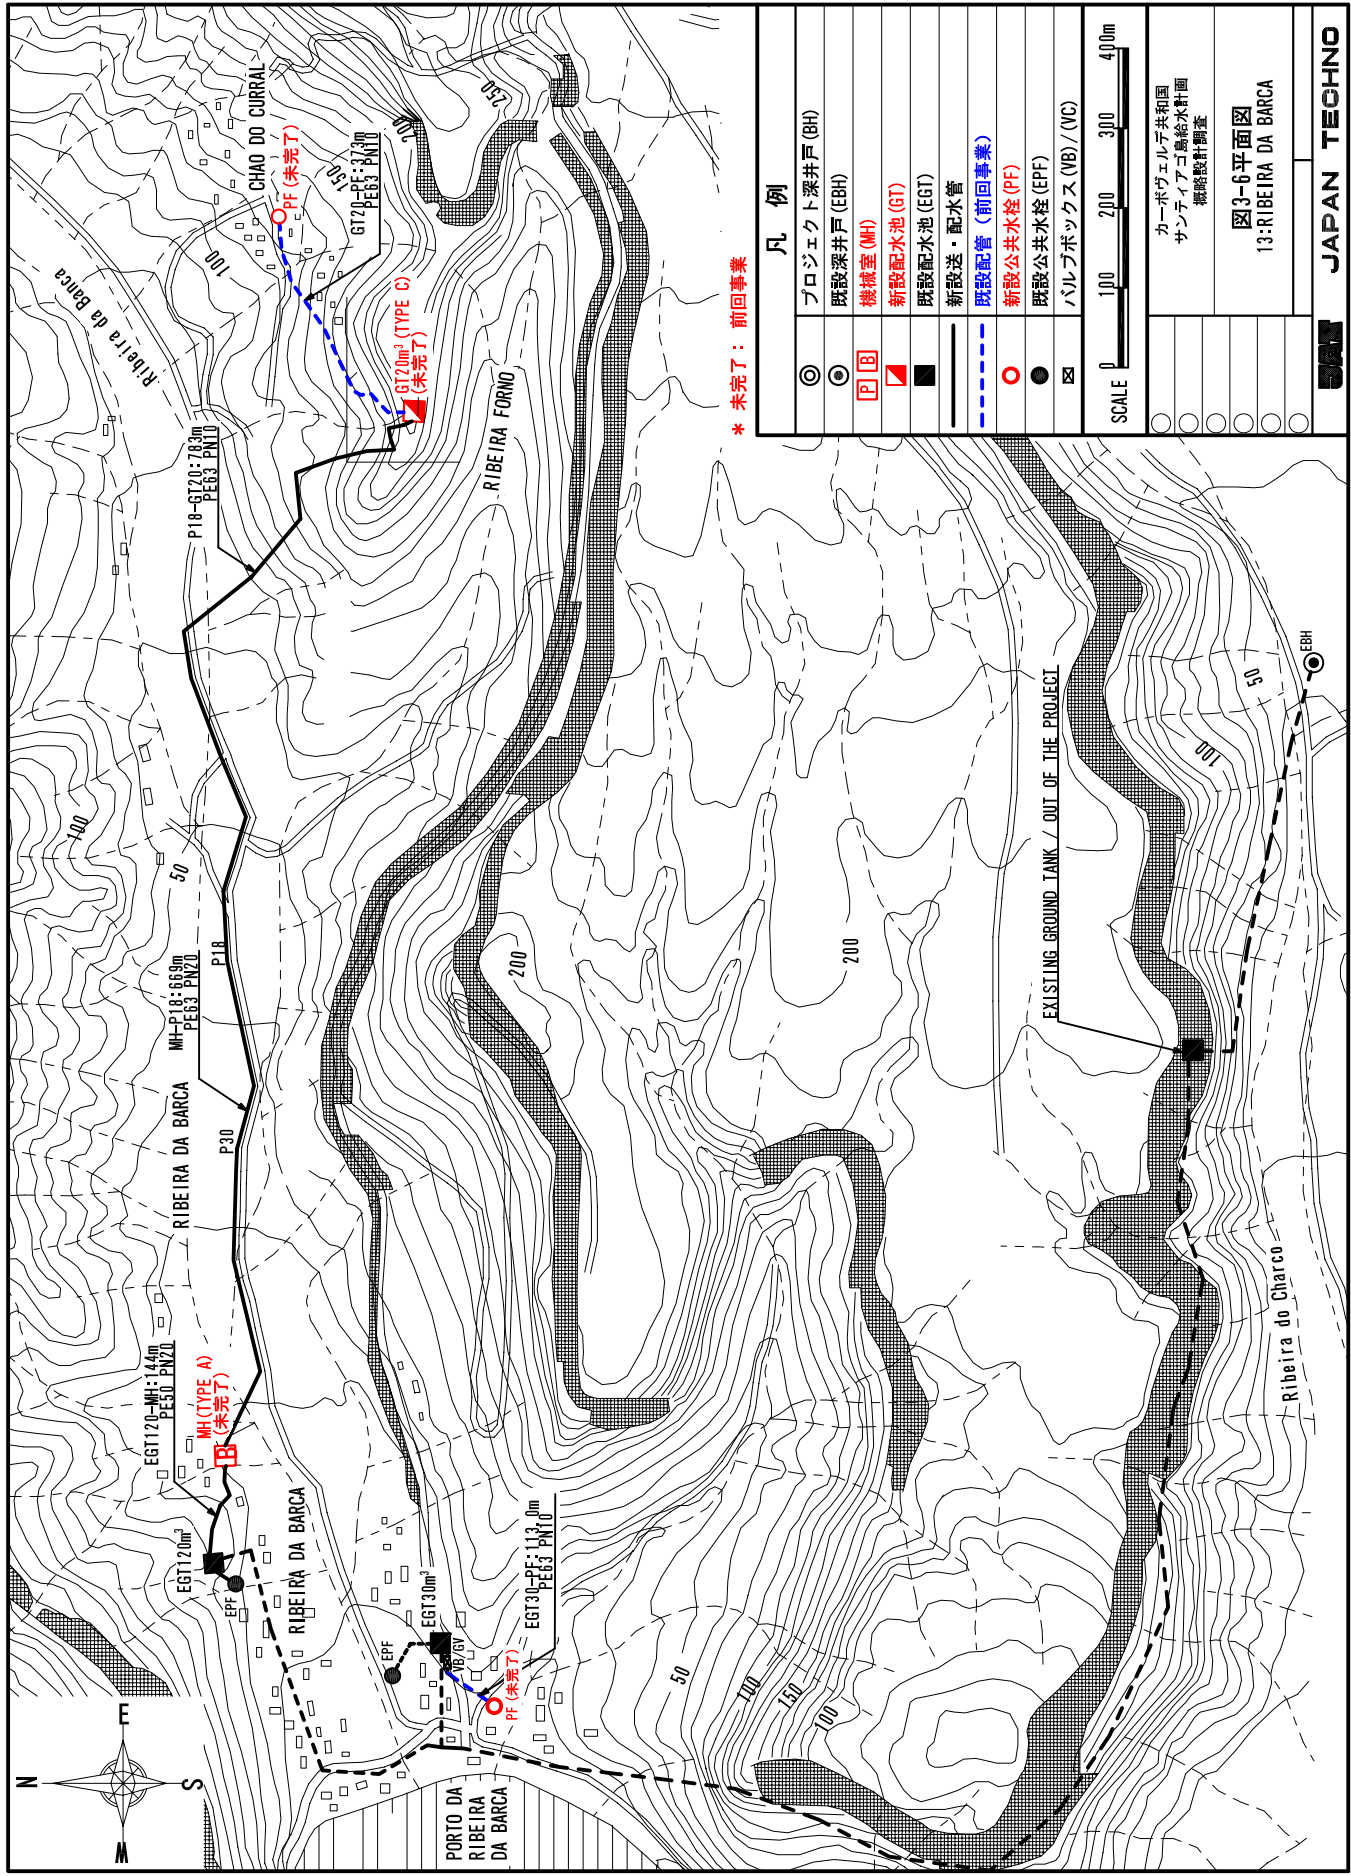 Ribeira da Banca
CHAO DO CURRAL
PF (未完了)
GT20-PF:373m
PE63 PN10
100
150
200
250
GT20m³ (TYPE C)
(未完了)
P18-GT20:783m
PE63 PN10
RIBEIRA FORNO
100
50
MH-P18:669m
PE63 PN20
P18
P30
RIBEIRA DA BARCA
EGT120-MH:144m
PE50 PN20
MH(TYPE A)
(未完了)
B
EGT120m³
EPF
RIBEIRA DA BARCA
EPF
EGT30m³
VB/GV
EGT30-PF:113.0m
PE63 PN10
PF (未完了)
PORTO DA
RIBEIRA
DA BARCA
N
E
S
W
50
100
150
100
200
200
EXISTING GROUND TANK / OUT OF THE PROJECT
Ribeira do Charco
50
100
EBH
* 未完了: 前回事業
凡 例
プロジェクト深井戸(BH)
既設深井戸(EBH)
P B 機械室(MH)
新設配水池(GT)
既設配水池(EGT)
新設送・配水管
既設配管 (前回事業)
新設公共水栓(PF)
既設公共水栓(EPF)
バルブボックス(VB)/(VC)
SCALE 0 100 200 300 400m
カーボヴェルデ共和国
サンティアゴ島給水計画
概略設計調査
図3-6平面図
13:RIBEIRA DA BARCA
JAPAN TECHNO